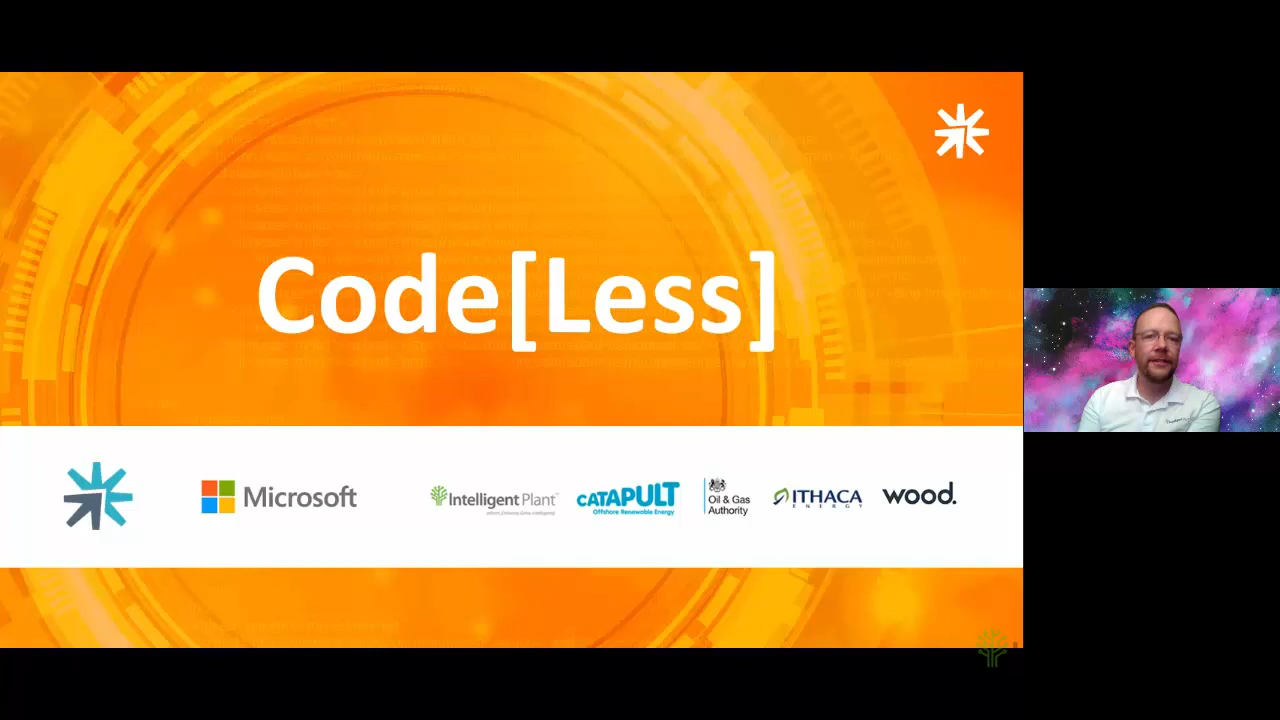 Code[Less]
Microsoft
Intelligent Plant
CATAPULT
Offshore Renewable Energy
Oil & Gas
Authority
ITHACA
ENERGY
wood.